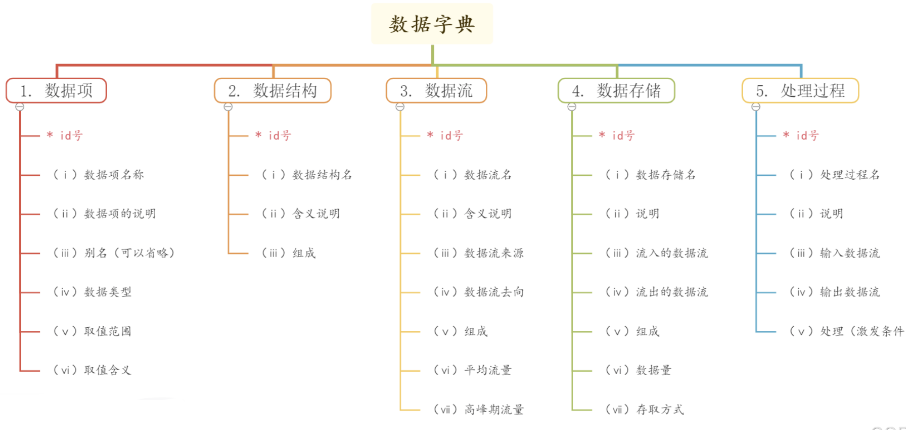 数据字典
1. 数据项
* id号
（ⅰ）数据项名称
（ⅱ）数据项的说明
（ⅲ）别名（可以省略）
（ⅳ）数据类型
（ⅴ）取值范围
（ⅵ）取值含义
2. 数据结构
* id号
（ⅰ）数据结构名
（ⅱ）含义说明
（ⅲ）组成
3. 数据流
* id号
（ⅰ）数据流名
（ⅱ）含义说明
（ⅲ）数据流来源
（ⅳ）数据流去向
（ⅴ）组成
（ⅵ）平均流量
（ⅶ）高峰期流量
4. 数据存储
* id号
（ⅰ）数据存储名
（ⅱ）说明
（ⅲ）流入的数据流
（ⅳ）流出的数据流
（ⅴ）组成
（ⅵ）数据量
（ⅶ）存取方式
5. 处理过程
* id号
（ⅰ）处理过程名
（ⅱ）说明
（ⅲ）输入数据流
（ⅳ）输出数据流
（ⅴ）处理（激发条件